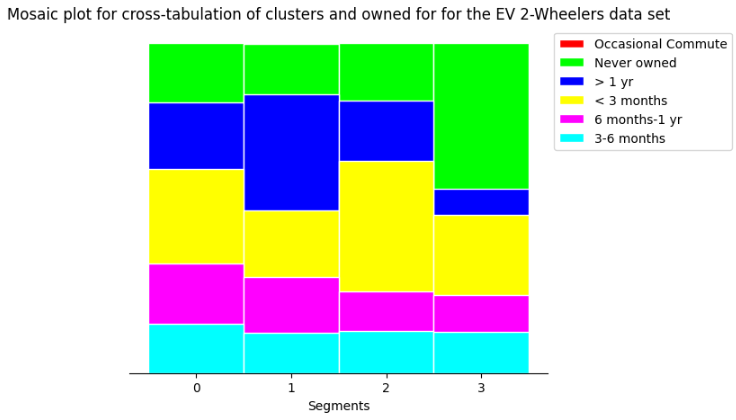 Mosaic plot for cross-tabulation of clusters and owned for for the EV 2-Wheelers data set
Occasional Commute
Never owned
> 1 yr
< 3 months
6 months-1 yr
3-6 months
0 1 2 3
Segments